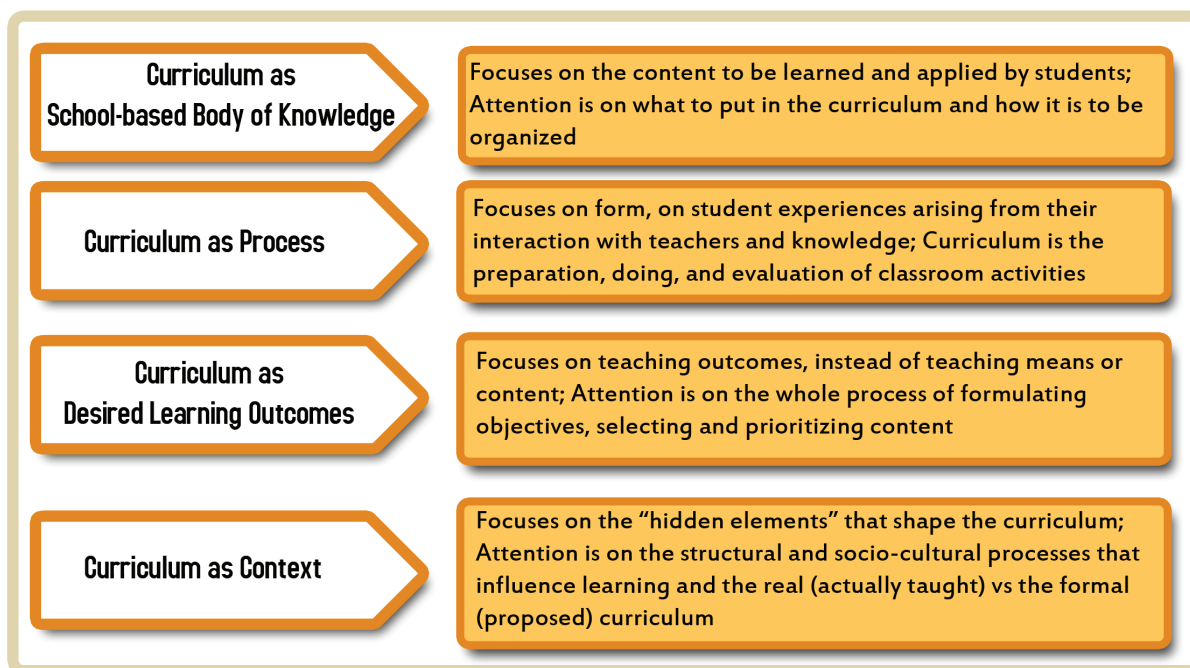 Curriculum as
School-based Body of Knowledge
Focuses on the content to be learned and applied by students;
Attention is on what to put in the curriculum and how it is to be
organized
Curriculum as Process
Focuses on form, on student experiences arising from their
interaction with teachers and knowledge; Curriculum is the
preparation, doing, and evaluation of classroom activities
Curriculum as
Desired Learning Outcomes
Focuses on teaching outcomes, instead of teaching means or
content; Attention is on the whole process of formulating
objectives, selecting and prioritizing content
Curriculum as Context
Focuses on the “hidden elements” that shape the curriculum;
Attention is on the structural and socio-cultural processes that
influence learning and the real (actually taught) vs the formal
(proposed) curriculum